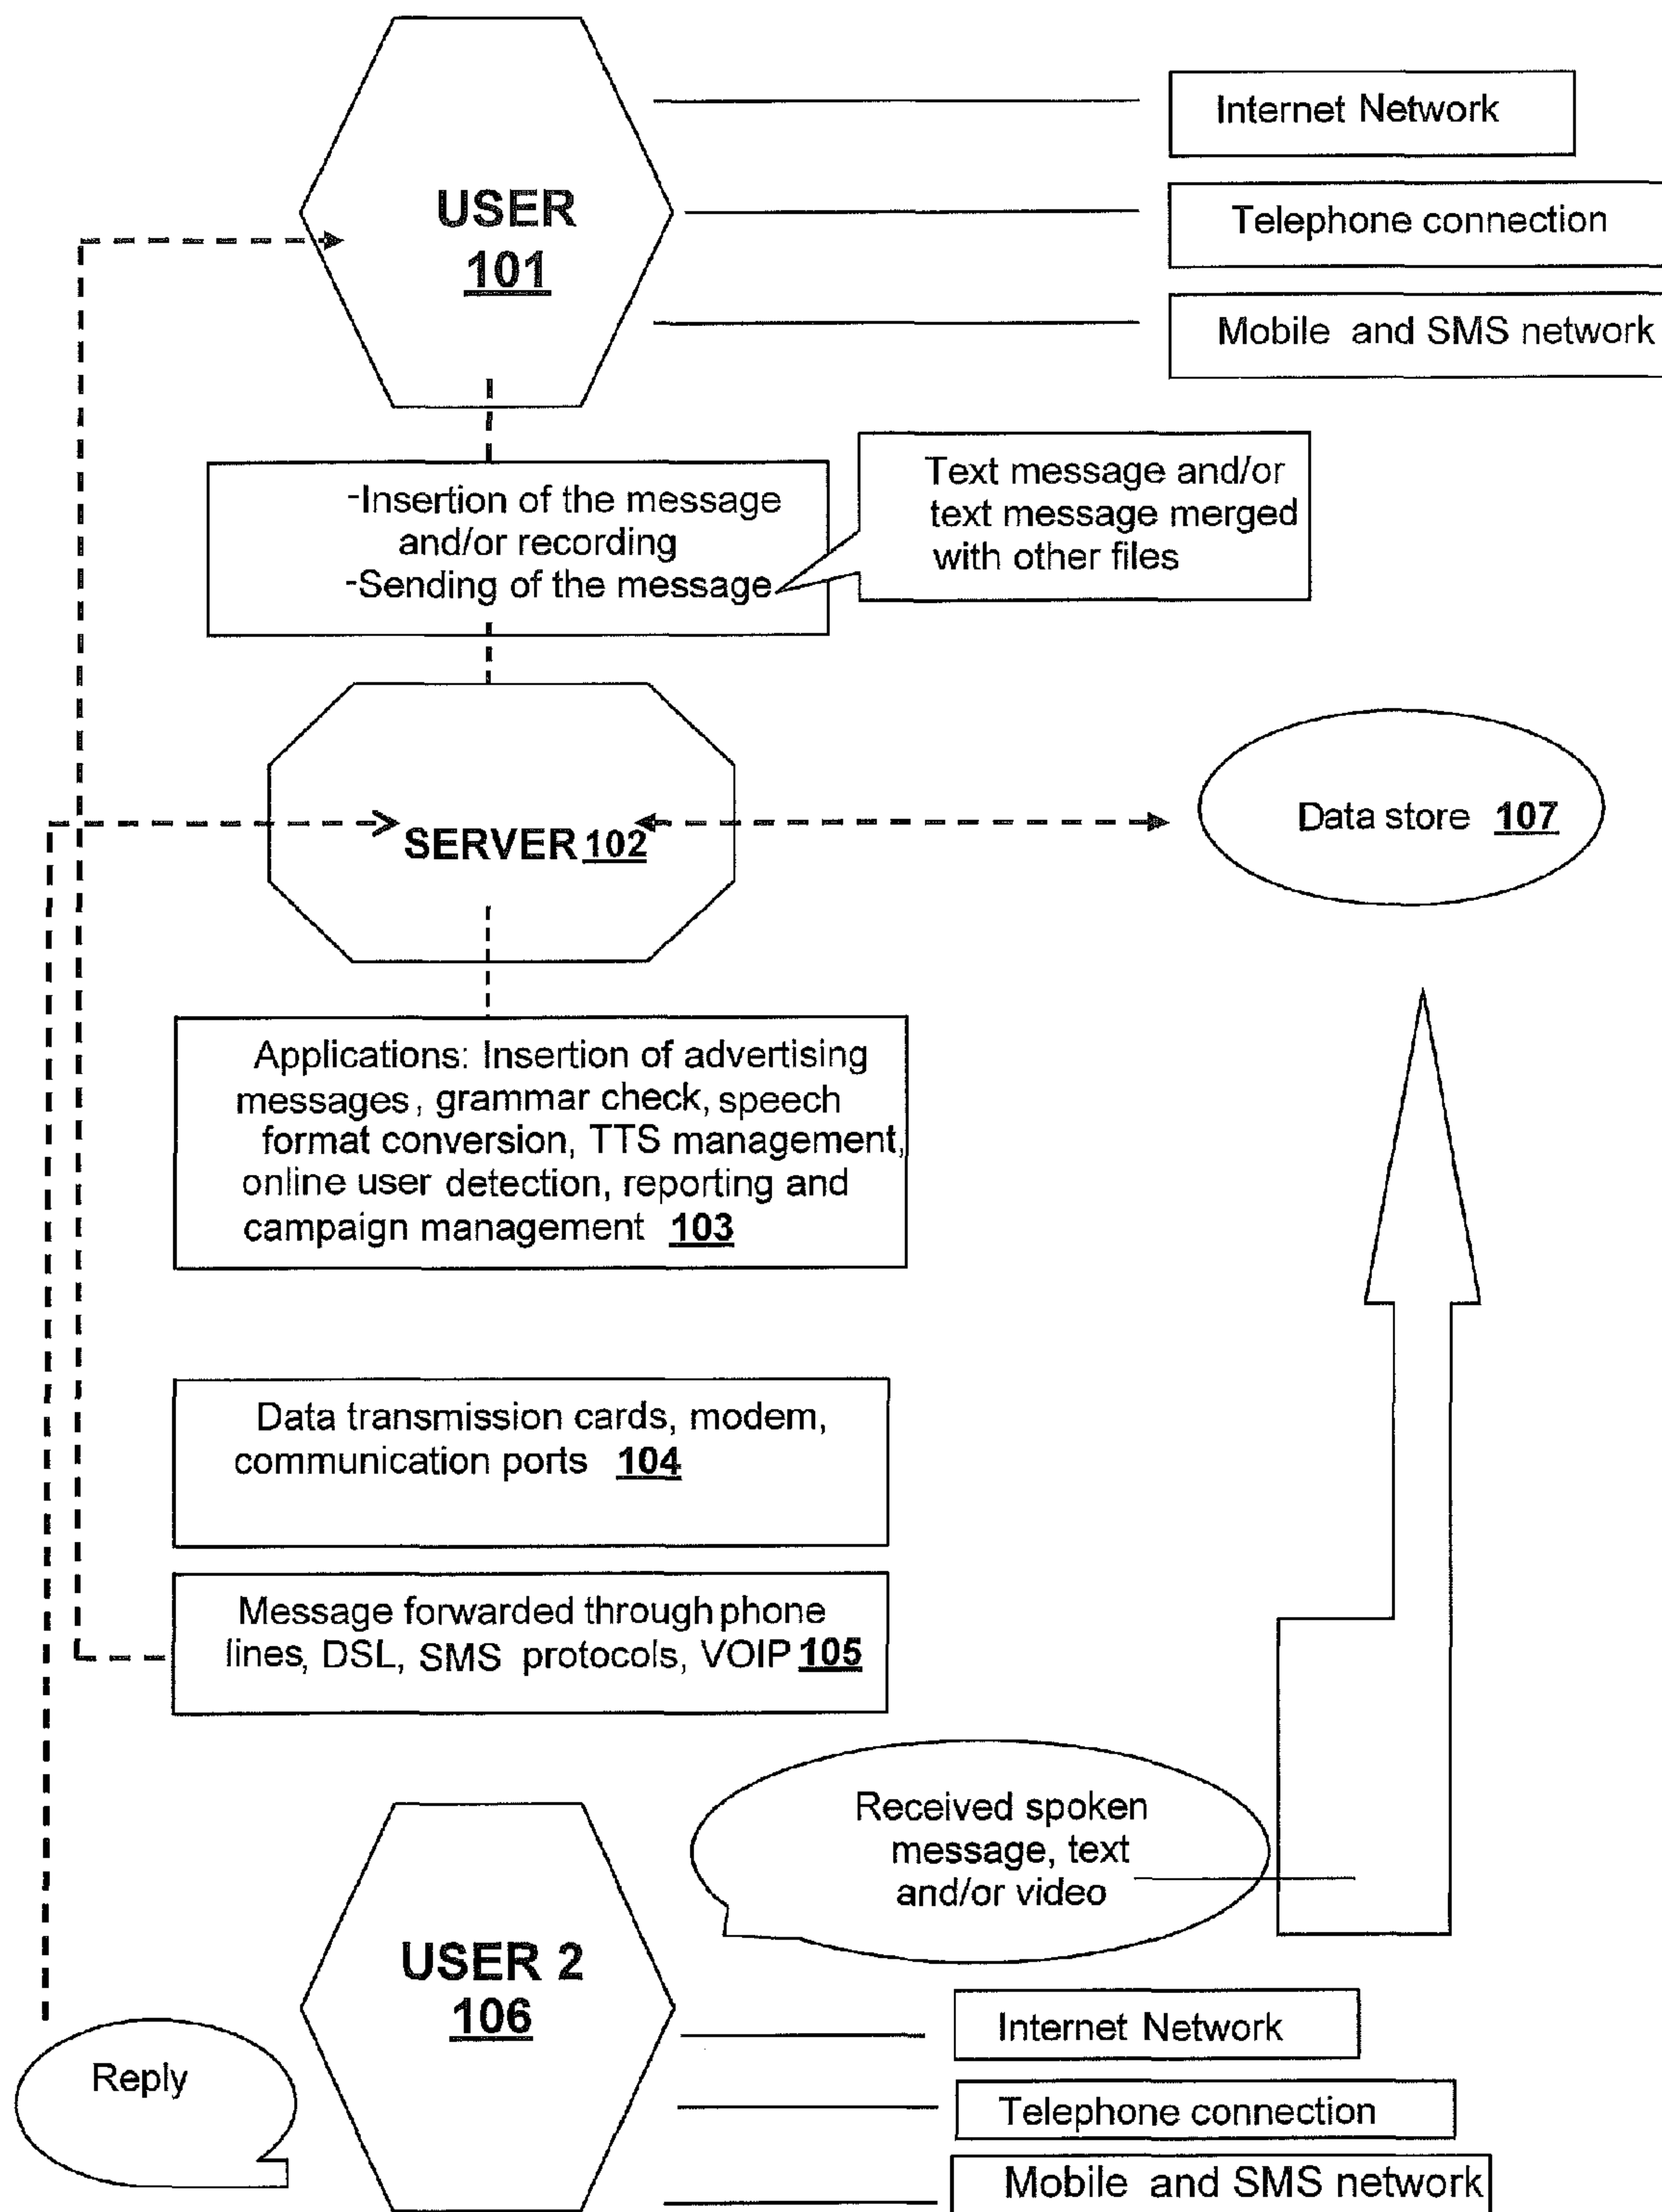 USER
101
Internet Network
Telephone connection
Mobile and SMS network
-Insertion of the message
and/or recording
-Sending of the message
Text message and/or
text message merged
with other files
SERVER 102
Data store 107
Applications: Insertion of advertising
messages, grammar check, speech
format conversion, TTS management,
online user detection, reporting and
campaign management 103
Data transmission cards, modem,
communication ports 104
Message forwarded through phone
lines, DSL, SMS protocols, VOIP 105
Received spoken
message, text
and/or video
USER 2
106
Reply
Internet Network
Telephone connection
Mobile and SMS network